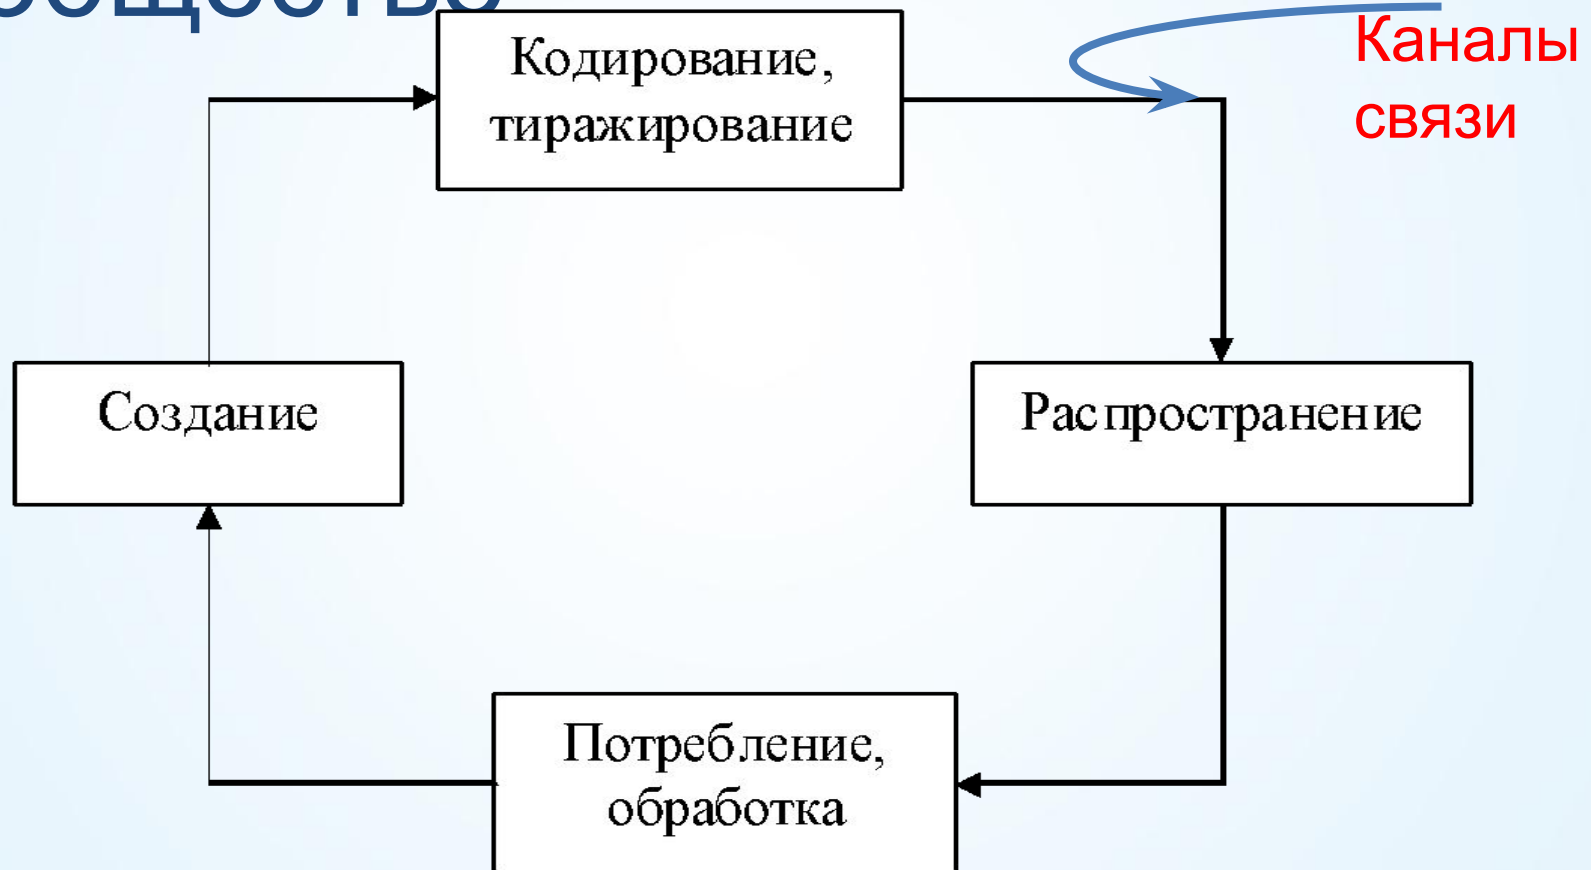 Кодирование,
тиражирование
Каналы
связи
Создание
Распространение
Потребление,
обработка